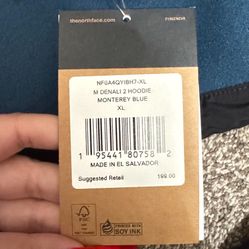 thenorthface.com
NF0A4QYIBH7-XL
M DENALI 2 HOODIE
MONTEREY BLUE
XL
1 95441 80758 2
MADE IN EL SALVADOR
Suggested Retail 199.00
FSC
PRINTED WITH
SOY INK